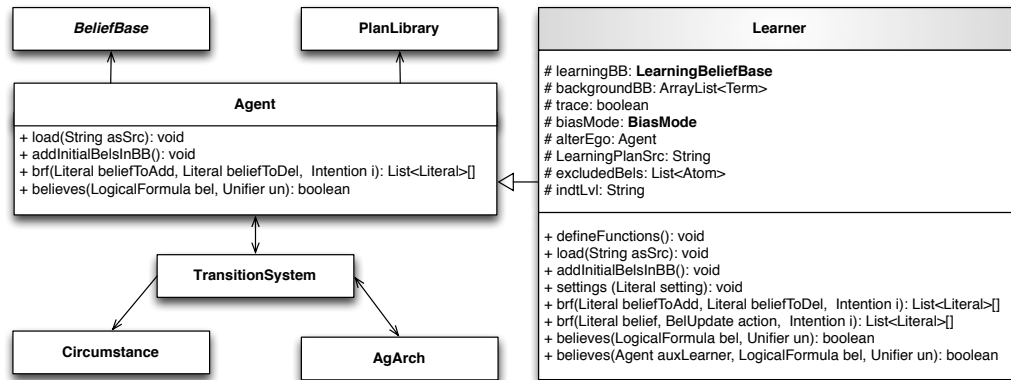 BeliefBase
PlanLibrary
Agent
+ load(String asSrc): void
+ addInitialBelsInBB(): void
+ brf(Literal beliefToAdd, Literal beliefToDel, Intention i): List<Literal>[]
+ believes(LogicalFormula bel, Unifier un): boolean
TransitionSystem
Circumstance
AgArch
Learner
# learningBB: LearningBeliefBase
# backgroundBB: ArrayList<Term>
# trace: boolean
# biasMode: BiasMode
# alterEgo: Agent
# LearningPlanSrc: String
# excludedBels: List<Atom>
# indtLvl: String
+ defineFunctions(): void
+ load(String asSrc): void
+ addInitialBelsInBB(): void
+ settings (Literal setting): void
+ brf(Literal beliefToAdd, Literal beliefToDel, Intention i): List<Literal>[]
+ brf(Literal belief, BelUpdate action, Intention i): List<Literal>[]
+ believes(LogicalFormula bel, Unifier un): boolean
+ believes(Agent auxLearner, LogicalFormula bel, Unifier un): boolean